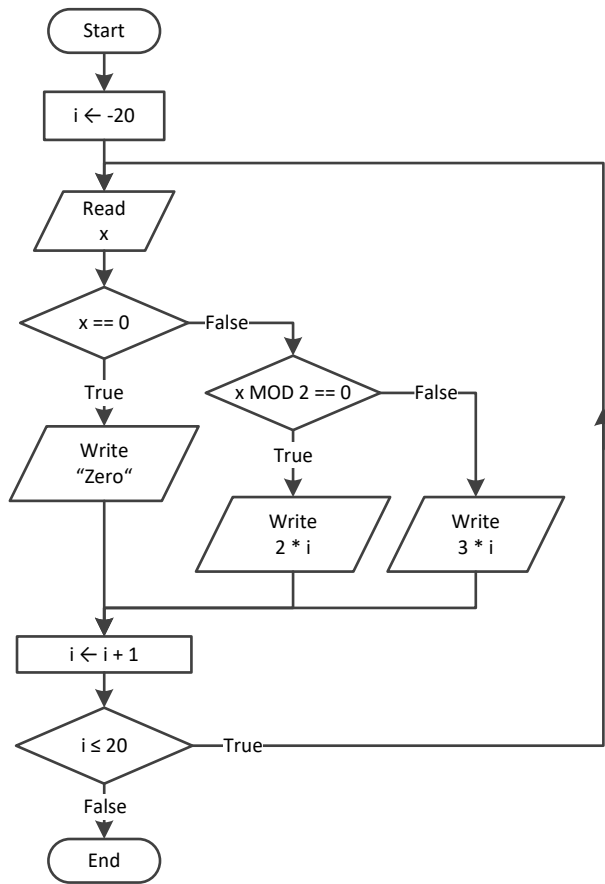 Start
i ← -20
Read
x
x == 0
False
True
x MOD 2 == 0
False
True
Write
“Zero“
Write
2 * i
Write
3 * i
i ← i + 1
i ≤ 20
True
False
End